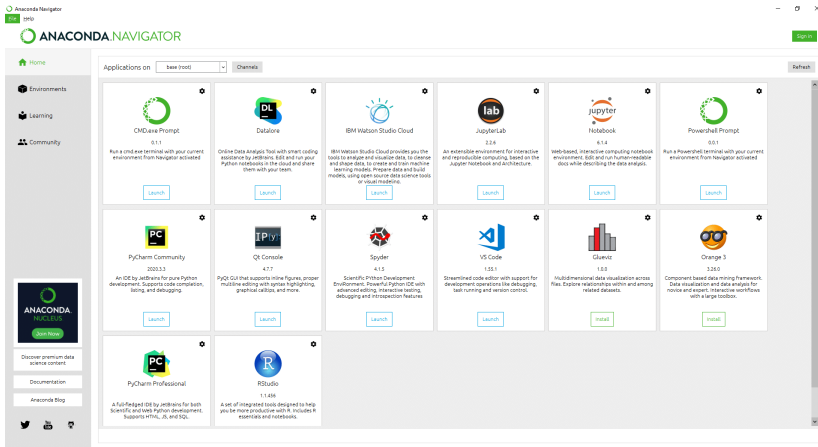 Anaconda Navigator
File Help
ANACONDA.NAVIGATOR
Sign in
Home
Environments
Learning
Community
ANACONDA.
NUCLEUS
Join Now
Discover premium data
science content
Documentation
Anaconda Blog
Applications on base (root) Channels Refresh
CMD.exe Prompt
0.1.1
Run a cmd.exe terminal with your current
environment from Navigator activated
Launch
DL
Datalore
Online Data Analysis Tool with smart coding
assistance by JetBrains. Edit and run your
Python notebooks in the cloud and share
them with your team.
Launch
IBM Watson Studio Cloud
IBM Watson Studio Cloud provides you the
tools to analyze and visualize data, to cleanse
and shape data, to create and train machine
learning models. Prepare data and build
models, using open source data science tools
or visual modeling.
Launch
lab
JupyterLab
2.2.6
An extensible environment for interactive
and reproducible computing, based on the
Jupyter Notebook and Architecture.
Launch
jupyter
Notebook
6.1.4
Web-based, interactive computing notebook
environment. Edit and run human-readable
docs while describing the data analysis.
Launch
Powershell Prompt
0.0.1
Run a Powershell terminal with your current
environment from Navigator activated
Launch
PC
PyCharm Community
2020.3.3
An IDE by JetBrains for pure Python
development. Supports code completion,
listing, and debugging.
Launch
IP[y]:
Qt Console
4.7.7
PyQt GUI that supports inline figures, proper
multiline editing with syntax highlighting,
graphical calltips, and more.
Launch
Spyder
4.1.5
Scientific PYthon Development
EnviRonment. Powerful Python IDE with
advanced editing, interactive testing,
debugging and introspection features
Launch
VS Code
1.55.1
Streamlined code editor with support for
development operations like debugging,
task running and version control.
Launch
Glueviz
1.0.0
Multidimensional data visualization across
files. Explore relationships within and among
related datasets.
Install
Orange 3
3.26.0
Component based data mining framework.
Data visualization and data analysis for
novice and expert. Interactive workflows
with a large toolbox.
Install
PC
PyCharm Professional
A full-fledged IDE by JetBrains for both
Scientific and Web Python development.
Supports HTML, JS, and SQL.
R
RStudio
1.1.456
A set of integrated tools designed to help
you be more productive with R. Includes R
essentials and notebooks.